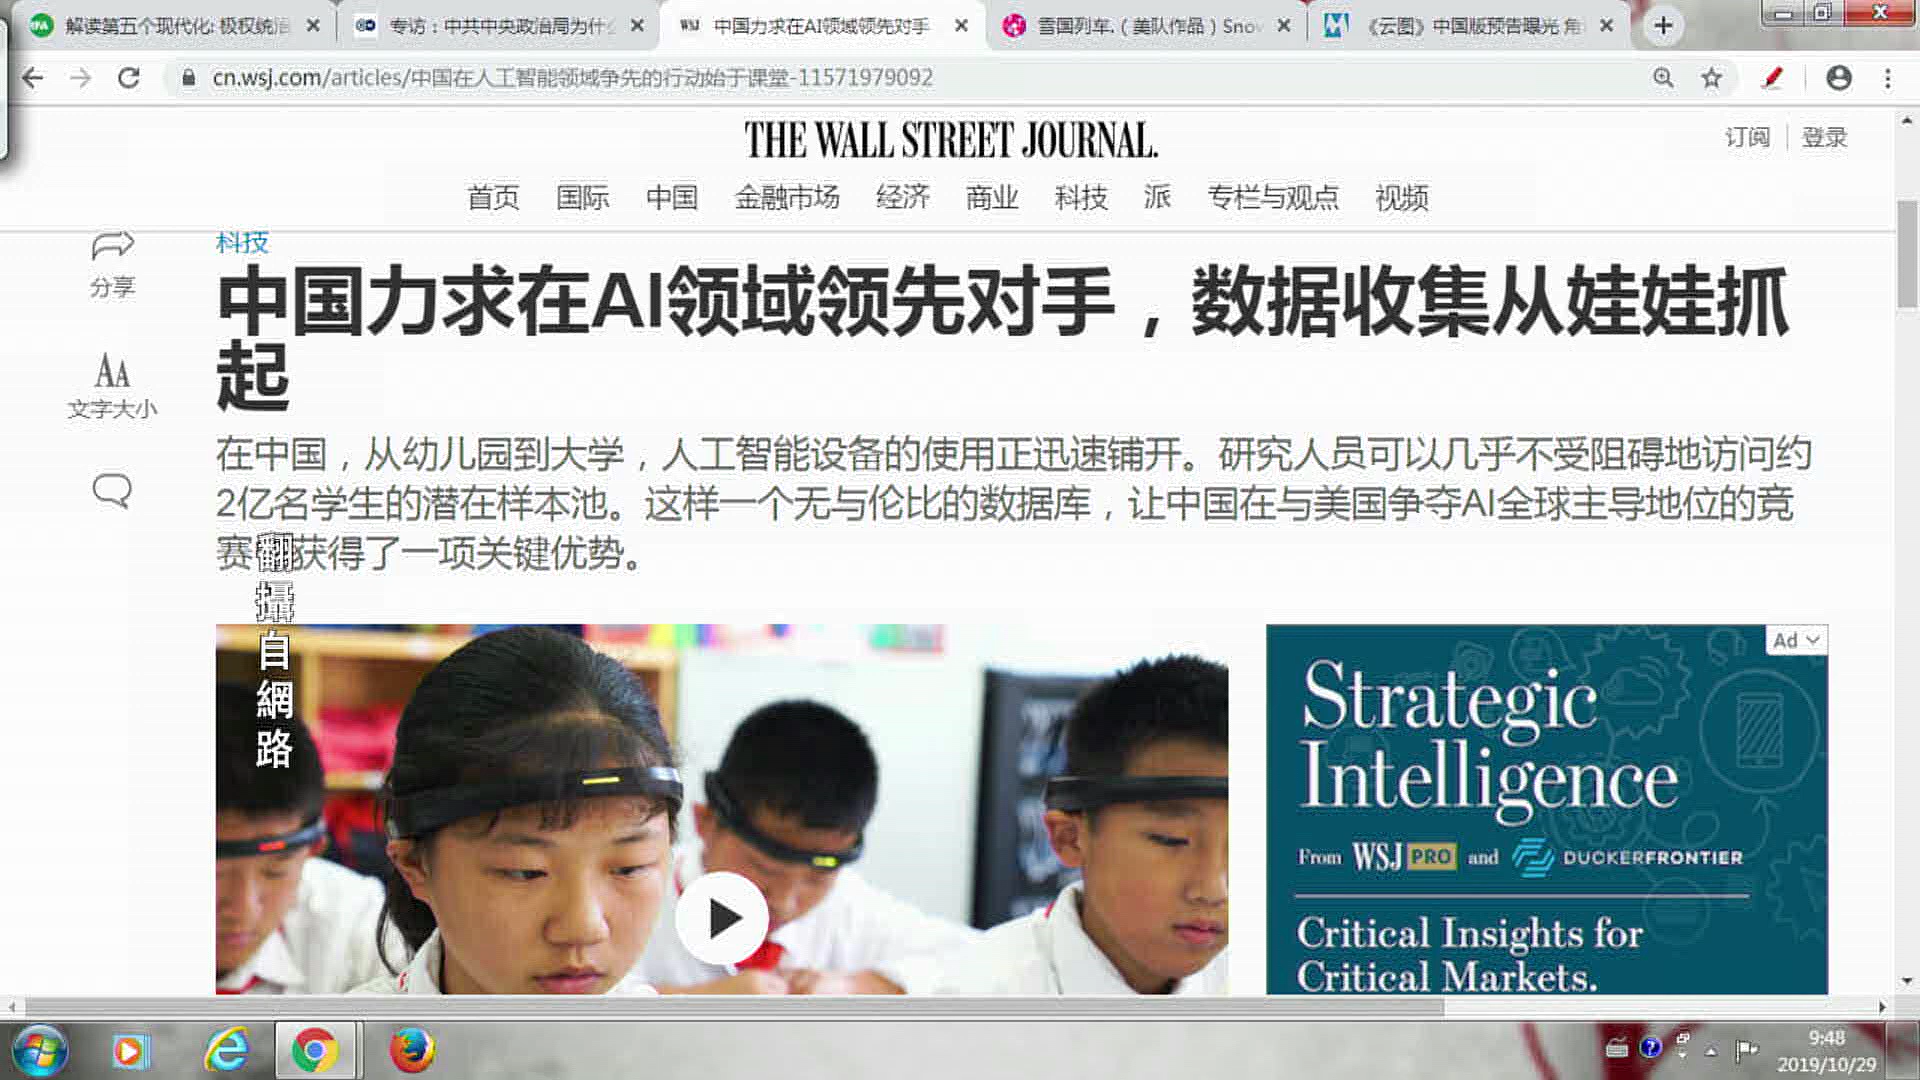 解读第五个现代化: 极权统治
专访：中共中央政治局为什么
WSJ
中国力求在AI领域领先对手
雪国列车.（美队作品）Snow
《云图》中国版预告曝光 角
cn.wsj.com/articles/中国在人工智能领域争先的行动始于课堂-11571979092
THE WALL STREET JOURNAL.
订阅
登录
首页 国际 中国 金融市场 经济 商业 科技 派 专栏与观点 视频
分享
AA
文字大小
科技
中国力求在AI领域领先对手，数据收集从娃娃抓
起
在中国，从幼儿园到大学，人工智能设备的使用正迅速铺开。研究人员可以几乎不受阻碍地访问约
2亿名学生的潜在样本池。这样一个无与伦比的数据库，让中国在与美国争夺AI全球主导地位的竞
赛中获得了一项关键优势。
翻攝自網路
Ad
Strategic
Intelligence
From WSJ PRO and DUCKERFRONTIER
Critical Insights for
Critical Markets.
9:48
2019/10/29